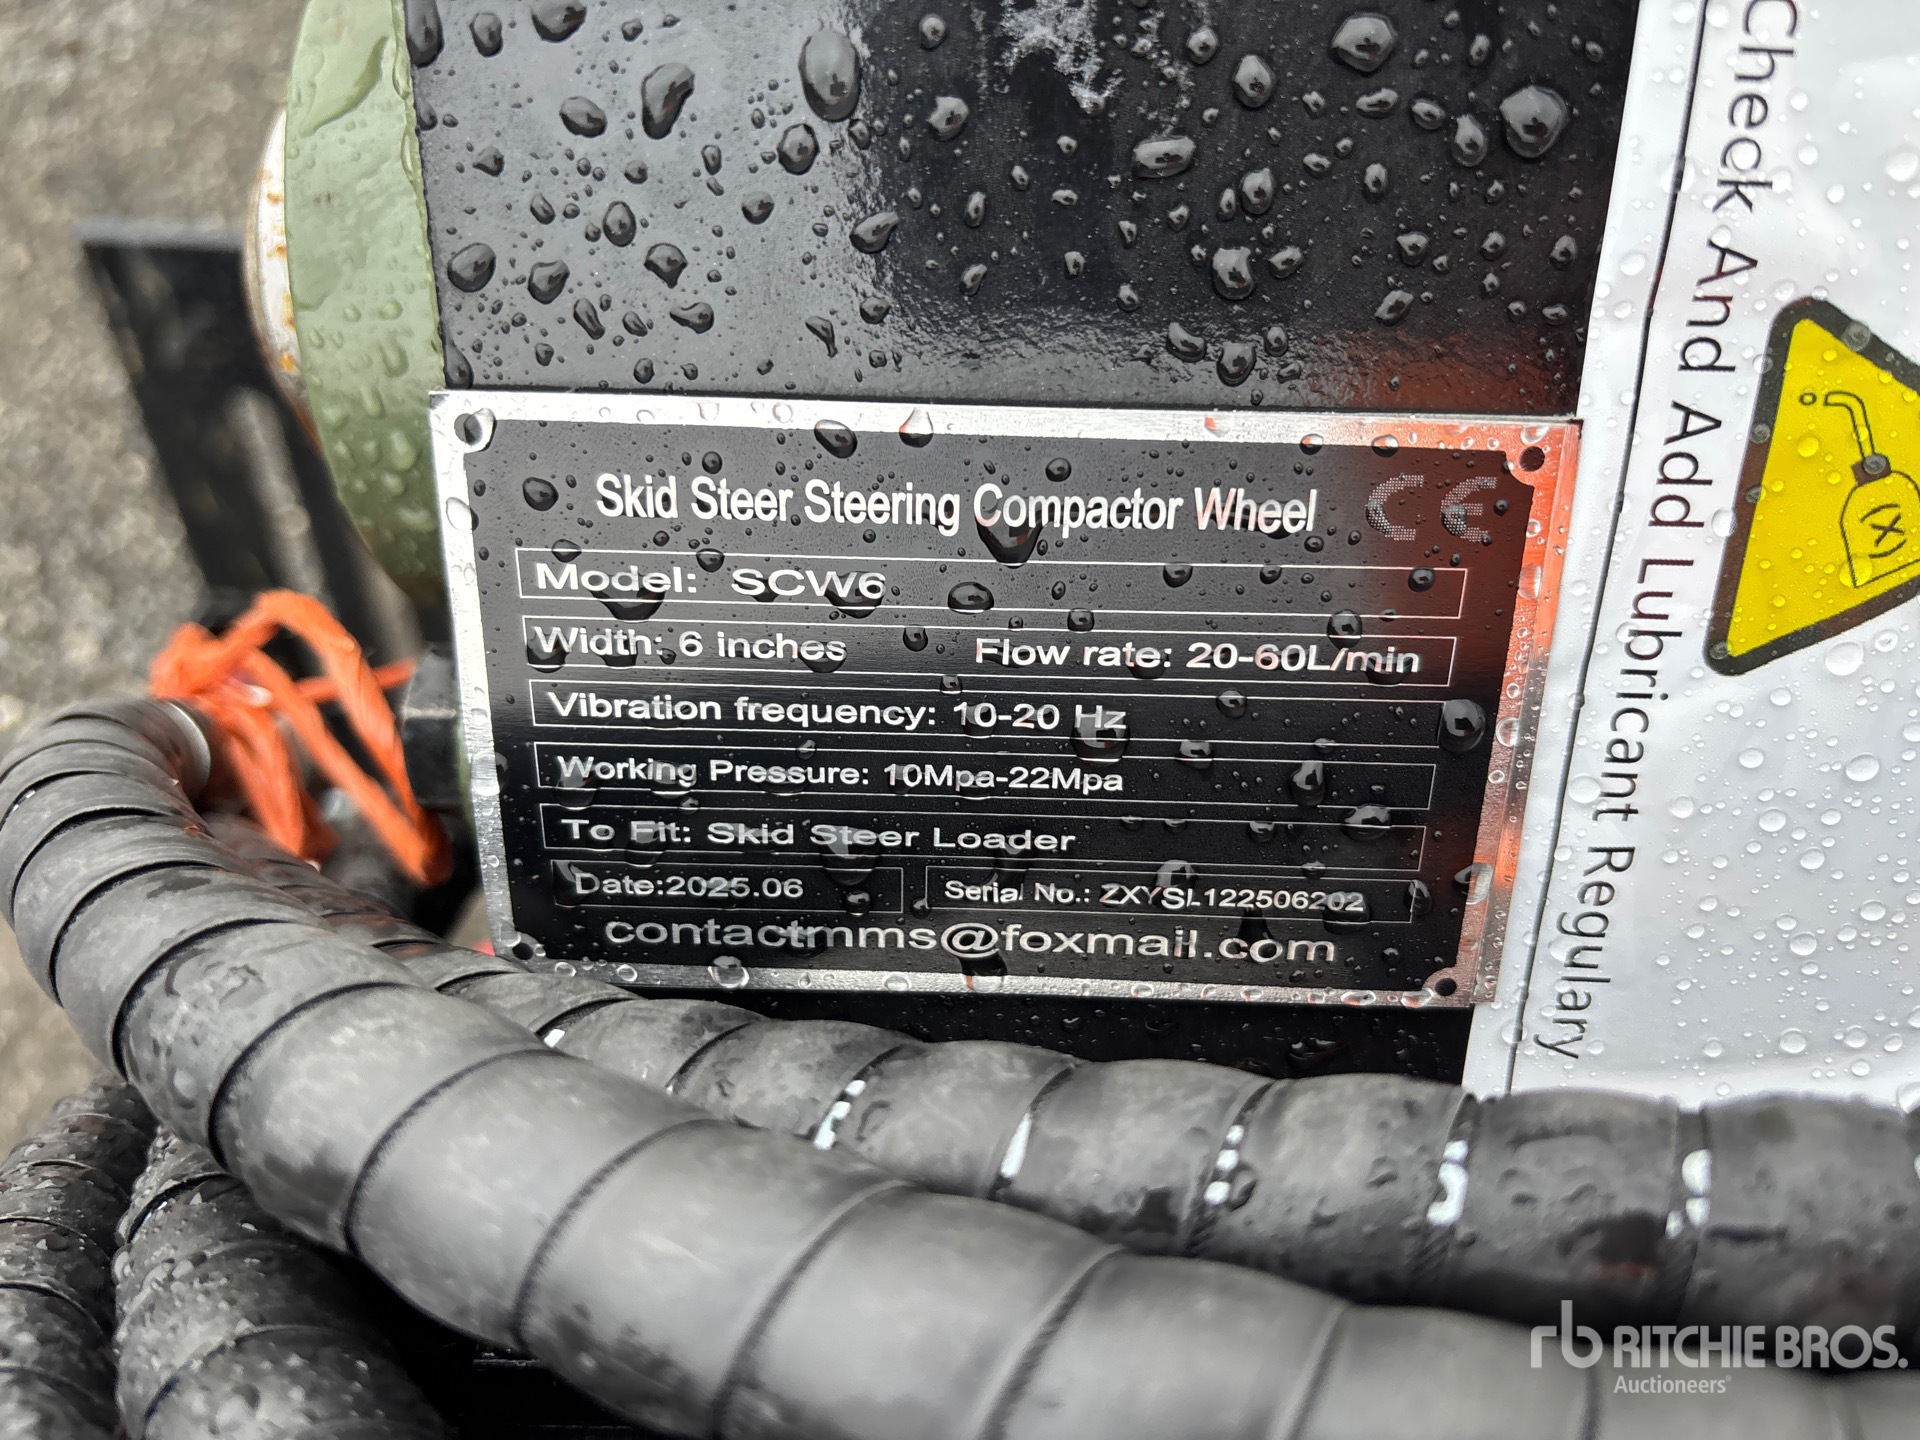 Skid Steer Steering Compactor Wheel CE
Model: SCW6
Width: 6 inches Flow rate: 20-60L/min
Vibration frequency: 10-20 Hz
Working Pressure: 10Mpa-22Mpa
To Fit: Skid Steer Loader
Date:2025.06 Serial No.: ZXYSL122506202
contactmms@foxmail.com
Check And Add Lubricant Regulary
(X)
rb RITCHIE BROS.
Auctioneers